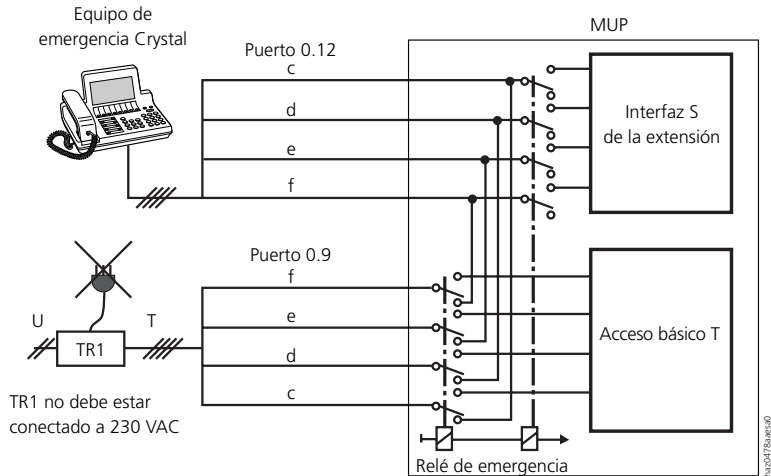 Equipo de
emergencia Crystal
Puerto 0.12
c
d
e
f
MUP
Interfaz S
de la extensión
Puerto 0.9
f
e
d
c
U
T
TR1
TR1 no debe estar
conectado a 230 VAC
Acceso básico T
Relé de emergencia
haz0478aaesa0